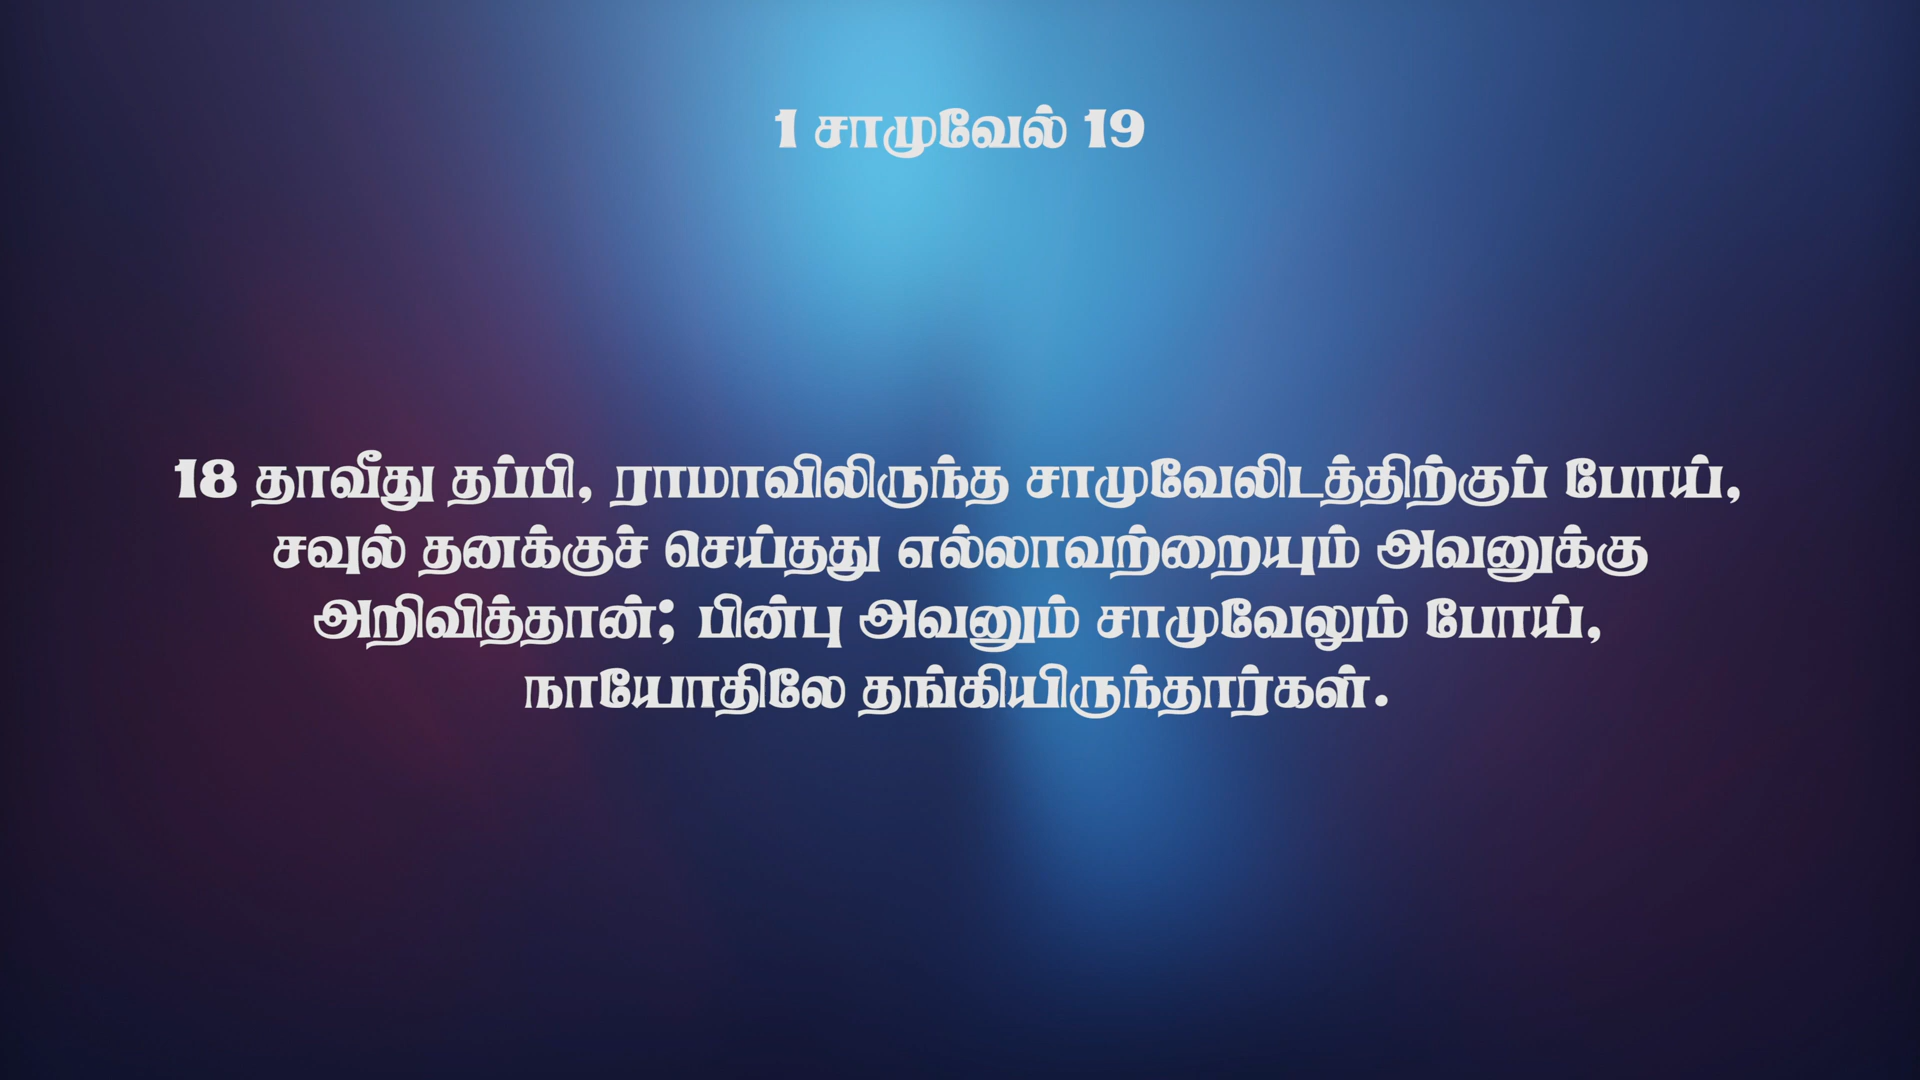 1 சாமுவேல் 19
18 தாவீது தப்பி, ராமாவிலிருந்த சாமுவேலிடத்திற்குப் போய்,
சவுல் தனக்குச் செய்தது எல்லாவற்றையும் அவனுக்கு
அறிவித்தான்; பின்பு அவனும் சாமுவேலும் போய்,
நாயோதிலே தங்கியிருந்தார்கள்.